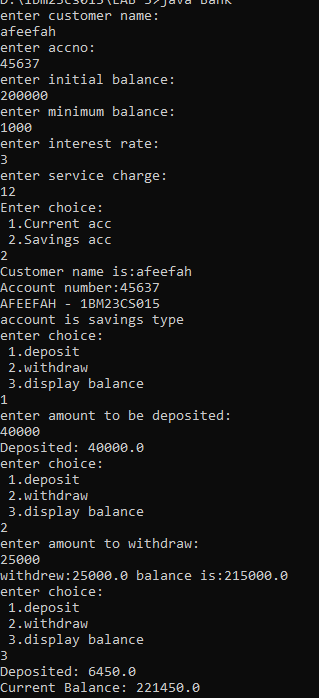 D:\1bm23cs015\LAB 5>java Bank
enter customer name:
afeefah
enter accno:
45637
enter initial balance:
200000
enter minimum balance:
1000
enter interest rate:
3
enter service charge:
12
Enter choice:
1.Current acc
2.Savings acc
2
Customer name is:afeefah
Account number:45637
AFEEFAH - 1BM23CS015
account is savings type
enter choice:
1.deposit
2.withdraw
3.display balance
1
enter amount to be deposited:
40000
Deposited: 40000.0
enter choice:
1.deposit
2.withdraw
3.display balance
2
enter amount to withdraw:
25000
withdrew:25000.0 balance is:215000.0
enter choice:
1.deposit
2.withdraw
3.display balance
3
Deposited: 6450.0
Current Balance: 221450.0